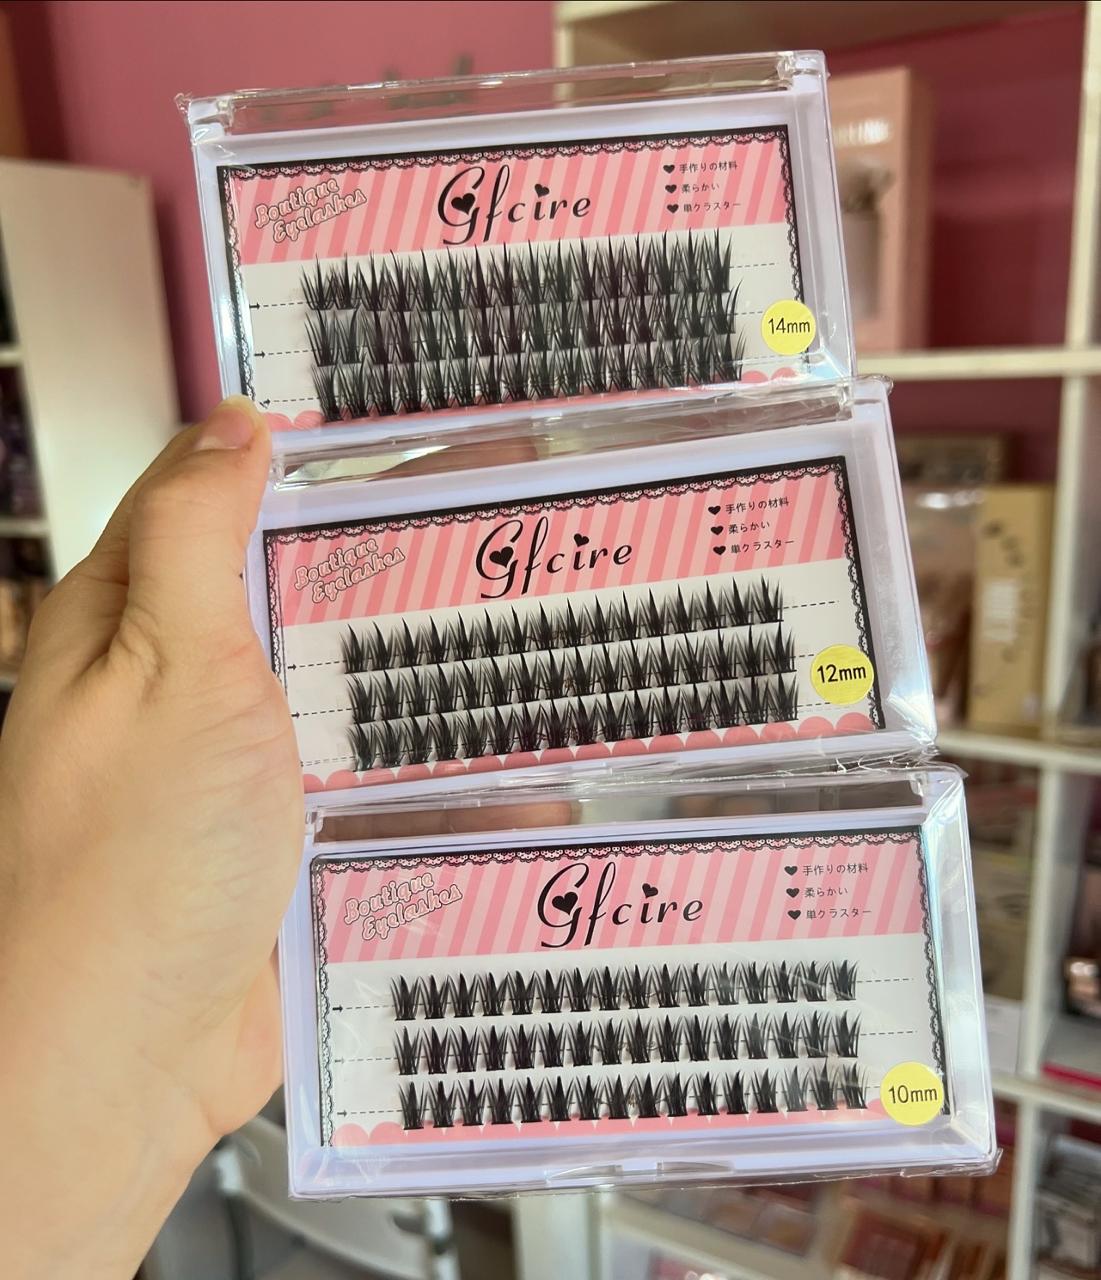 Boutique
Eyelashes
Gfcire
手作りの材料
柔らかい
単クラスター
14mm
Boutique
Eyelashes
Gfcire
手作りの材料
柔らかい
単クラスター
12mm
Boutique
Eyelashes
Gfcire
手作りの材料
柔らかい
単クラスター
10mm